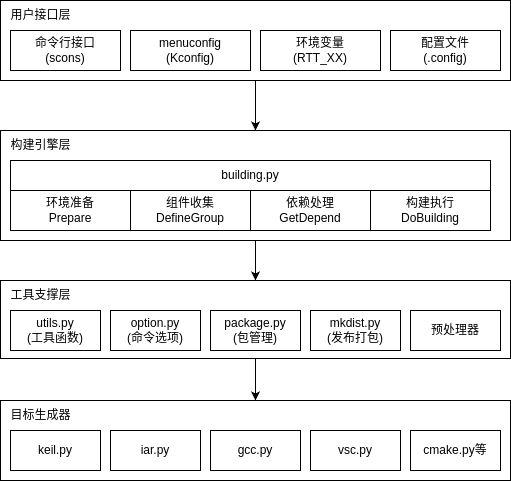 用户接口层
命令行接口
(scons)
menuconfig
(Kconfig)
环境变量
(RTT_XX)
配置文件
(.config)
构建引擎层
building.py
环境准备
Prepare
组件收集
DefineGroup
依赖处理
GetDepend
构建执行
DoBuilding
工具支撑层
utils.py
(工具函数)
option.py
(命令选项)
package.py
(包管理)
mkdist.py
(发布打包)
预处理器
目标生成器
keil.py
iar.py
gcc.py
vsc.py
cmake.py等